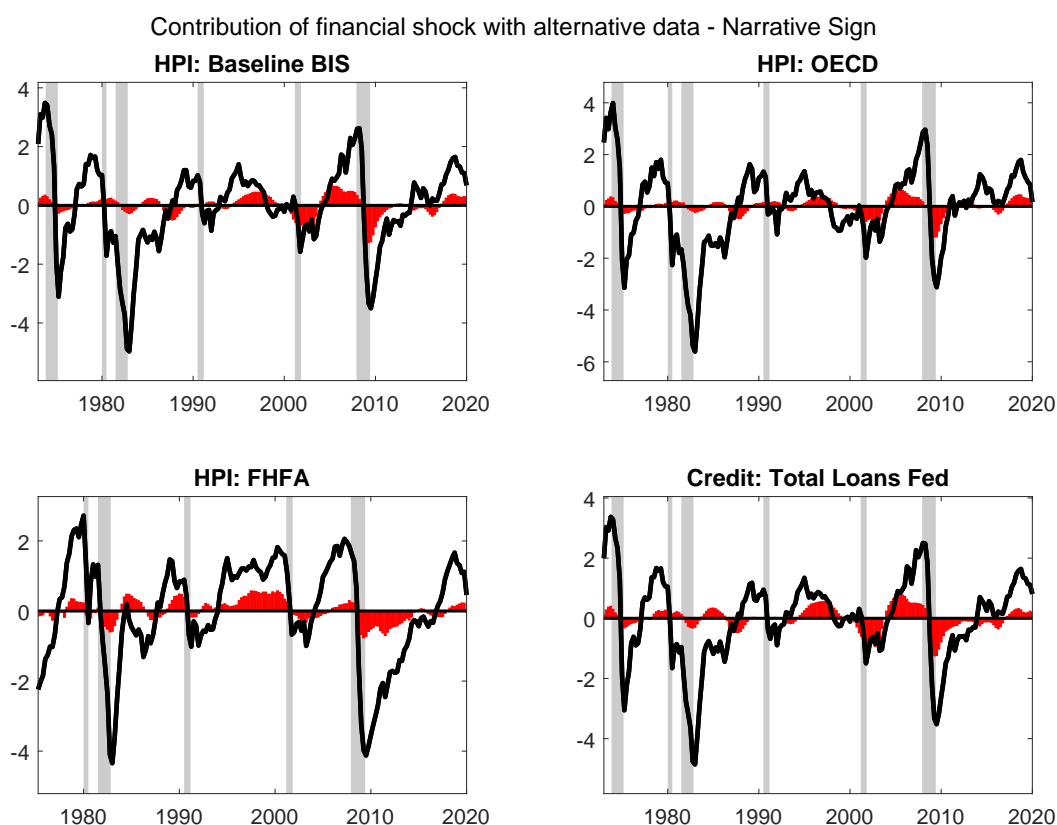 Contribution of financial shock with alternative data - Narrative Sign
HPI: Baseline BIS
4
2
0
-2
-4
1980 1990 2000 2010 2020
HPI: OECD
4
2
0
-2
-4
-6
1980 1990 2000 2010 2020
HPI: FHFA
2
0
-2
-4
1980 1990 2000 2010 2020
Credit: Total Loans Fed
4
2
0
-2
-4
1980 1990 2000 2010 2020